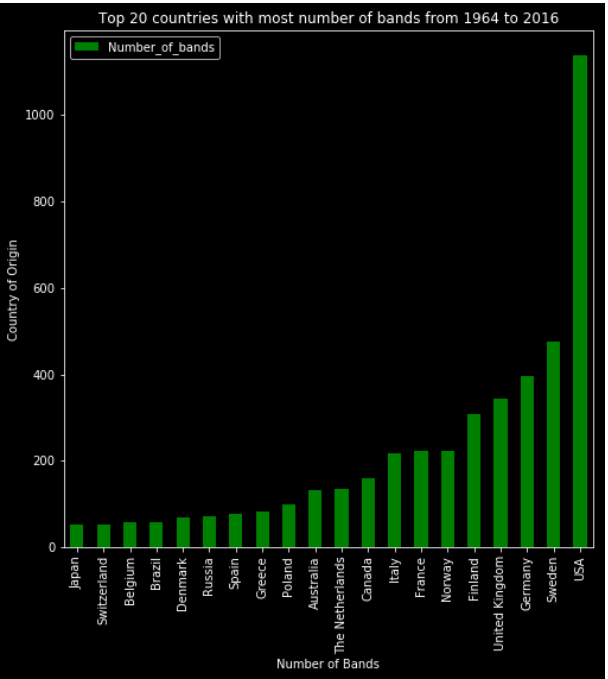 Top 20 countries with most number of bands from 1964 to 2016
Number_of_bands
Country of Origin
1000
800
600
400
200
0
Japan
Switzerland
Belgium
Brazil
Denmark
Russia
Spain
Greece
Poland
Australia
The Netherlands
Canada
Italy
France
Norway
Finland
United Kingdom
Germany
Sweden
USA
Number of Bands